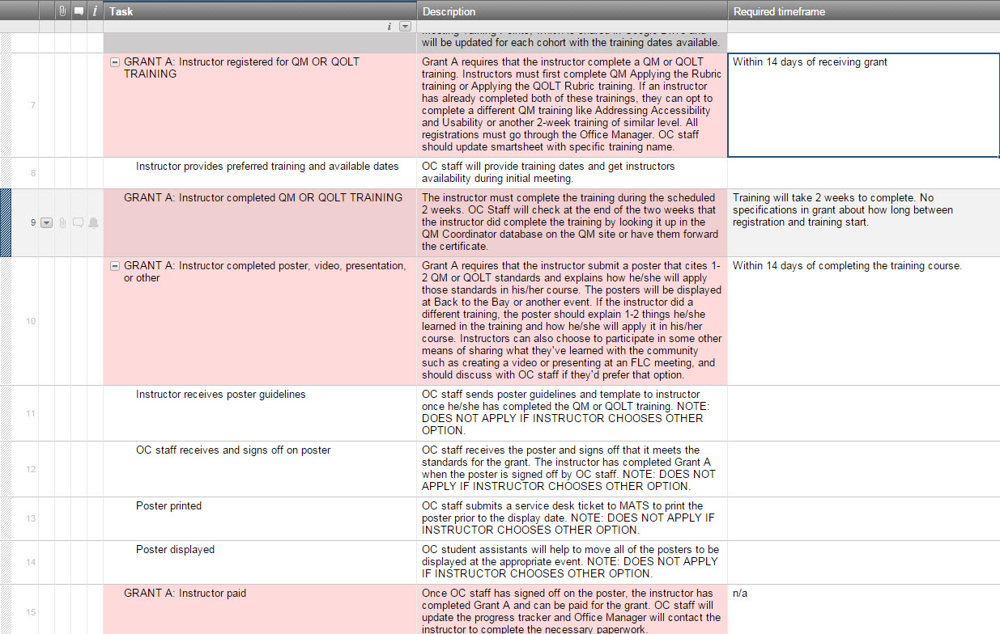 Task Description Required timeframe
will be updated for each cohort with the training dates available.
7
GRANT A: Instructor registered for QM OR QOLT
TRAINING
Grant A requires that the instructor complete a QM or QOLT
training. Instructors must first complete QM Applying the Rubric
training or Applying the QOLT Rubric training. If an instructor
has already completed both of these trainings, they can opt to
complete a different QM training like Addressing Accessibility
and Usability or another 2-week training of similar level. All
registrations must go through the Office Manager. OC staff
should update smartsheet with specific training name.
Within 14 days of receiving grant
8
Instructor provides preferred training and available dates
OC staff will provide training dates and get instructors
availability during initial meeting.
9
GRANT A: Instructor completed QM OR QOLT TRAINING
The instructor must complete the training during the scheduled
2 weeks. OC Staff will check at the end of the two weeks that
the instructor did complete the training by looking it up in the
QM Coordinator database on the QM site or have them forward
the certificate.
Training will take 2 weeks to complete. No
specifications in grant about how long between
registration and training start.
10
GRANT A: Instructor completed poster, video, presentation,
or other
Grant A requires that the instructor submit a poster that cites 1-
2 QM or QOLT standards and explains how he/she will apply
those standards in his/her course. The posters will be displayed
at Back to the Bay or another event. If the instructor did a
different training, the poster should explain 1-2 things he/she
learned in the training and how he/she will apply it in his/her
course. Instructors can also choose to participate in some other
means of sharing what they've learned with the community
such as creating a video or presenting at an FLC meeting, and
should discuss with OC staff if they'd prefer that option.
Within 14 days of completing the training course.
11
Instructor receives poster guidelines
OC staff sends poster guidelines and template to instructor
once he/she has completed the QM or QOLT training. NOTE:
DOES NOT APPLY IF INSTRUCTOR CHOOSES OTHER
OPTION.
12
OC staff receives and signs off on poster
OC staff receives the poster and signs off that it meets the
standards for the grant. The instructor has completed Grant A
when the poster is signed off by OC staff. NOTE: DOES NOT
APPLY IF INSTRUCTOR CHOOSES OTHER OPTION.
13
Poster printed
OC staff submits a service desk ticket to MATS to print the
poster prior to the display date. NOTE: DOES NOT APPLY IF
INSTRUCTOR CHOOSES OTHER OPTION.
14
Poster displayed
OC student assistants will help to move all of the posters to be
displayed at the appropriate event. NOTE: DOES NOT APPLY
IF INSTRUCTOR CHOOSES OTHER OPTION.
15
GRANT A: Instructor paid
Once OC staff has signed off on the poster, the instructor has
completed Grant A and can be paid for the grant. OC staff will
update the progress tracker and Office Manager will contact the
instructor to complete the necessary paperwork.
n/a